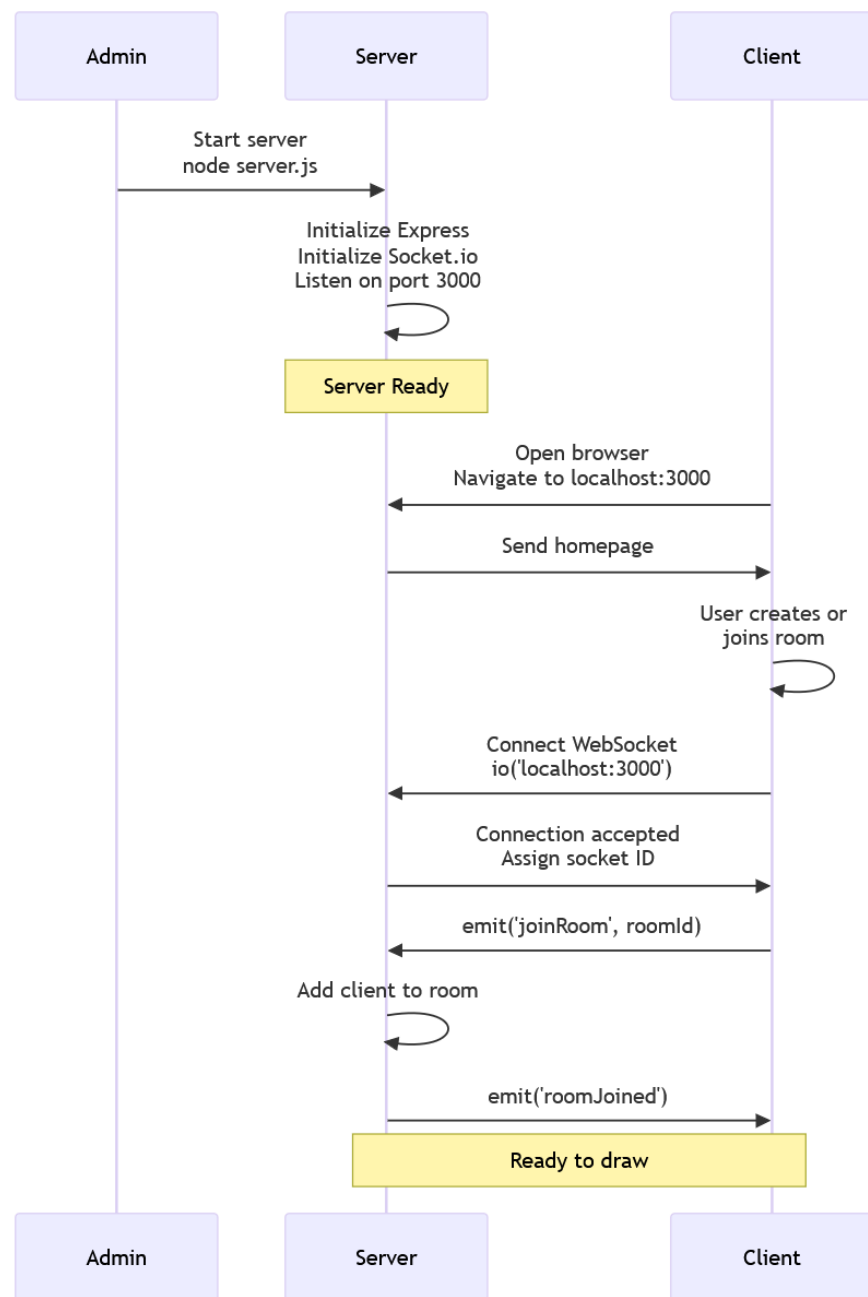 Admin
Server
Client
Start server
node server.js
Initialize Express
Initialize Socket.io
Listen on port 3000
Server Ready
Open browser
Navigate to localhost:3000
Send homepage
User creates or
joins room
Connect WebSocket
io('localhost:3000')
Connection accepted
Assign socket ID
emit('joinRoom', roomId)
Add client to room
emit('roomJoined')
Ready to draw
Admin
Server
Client